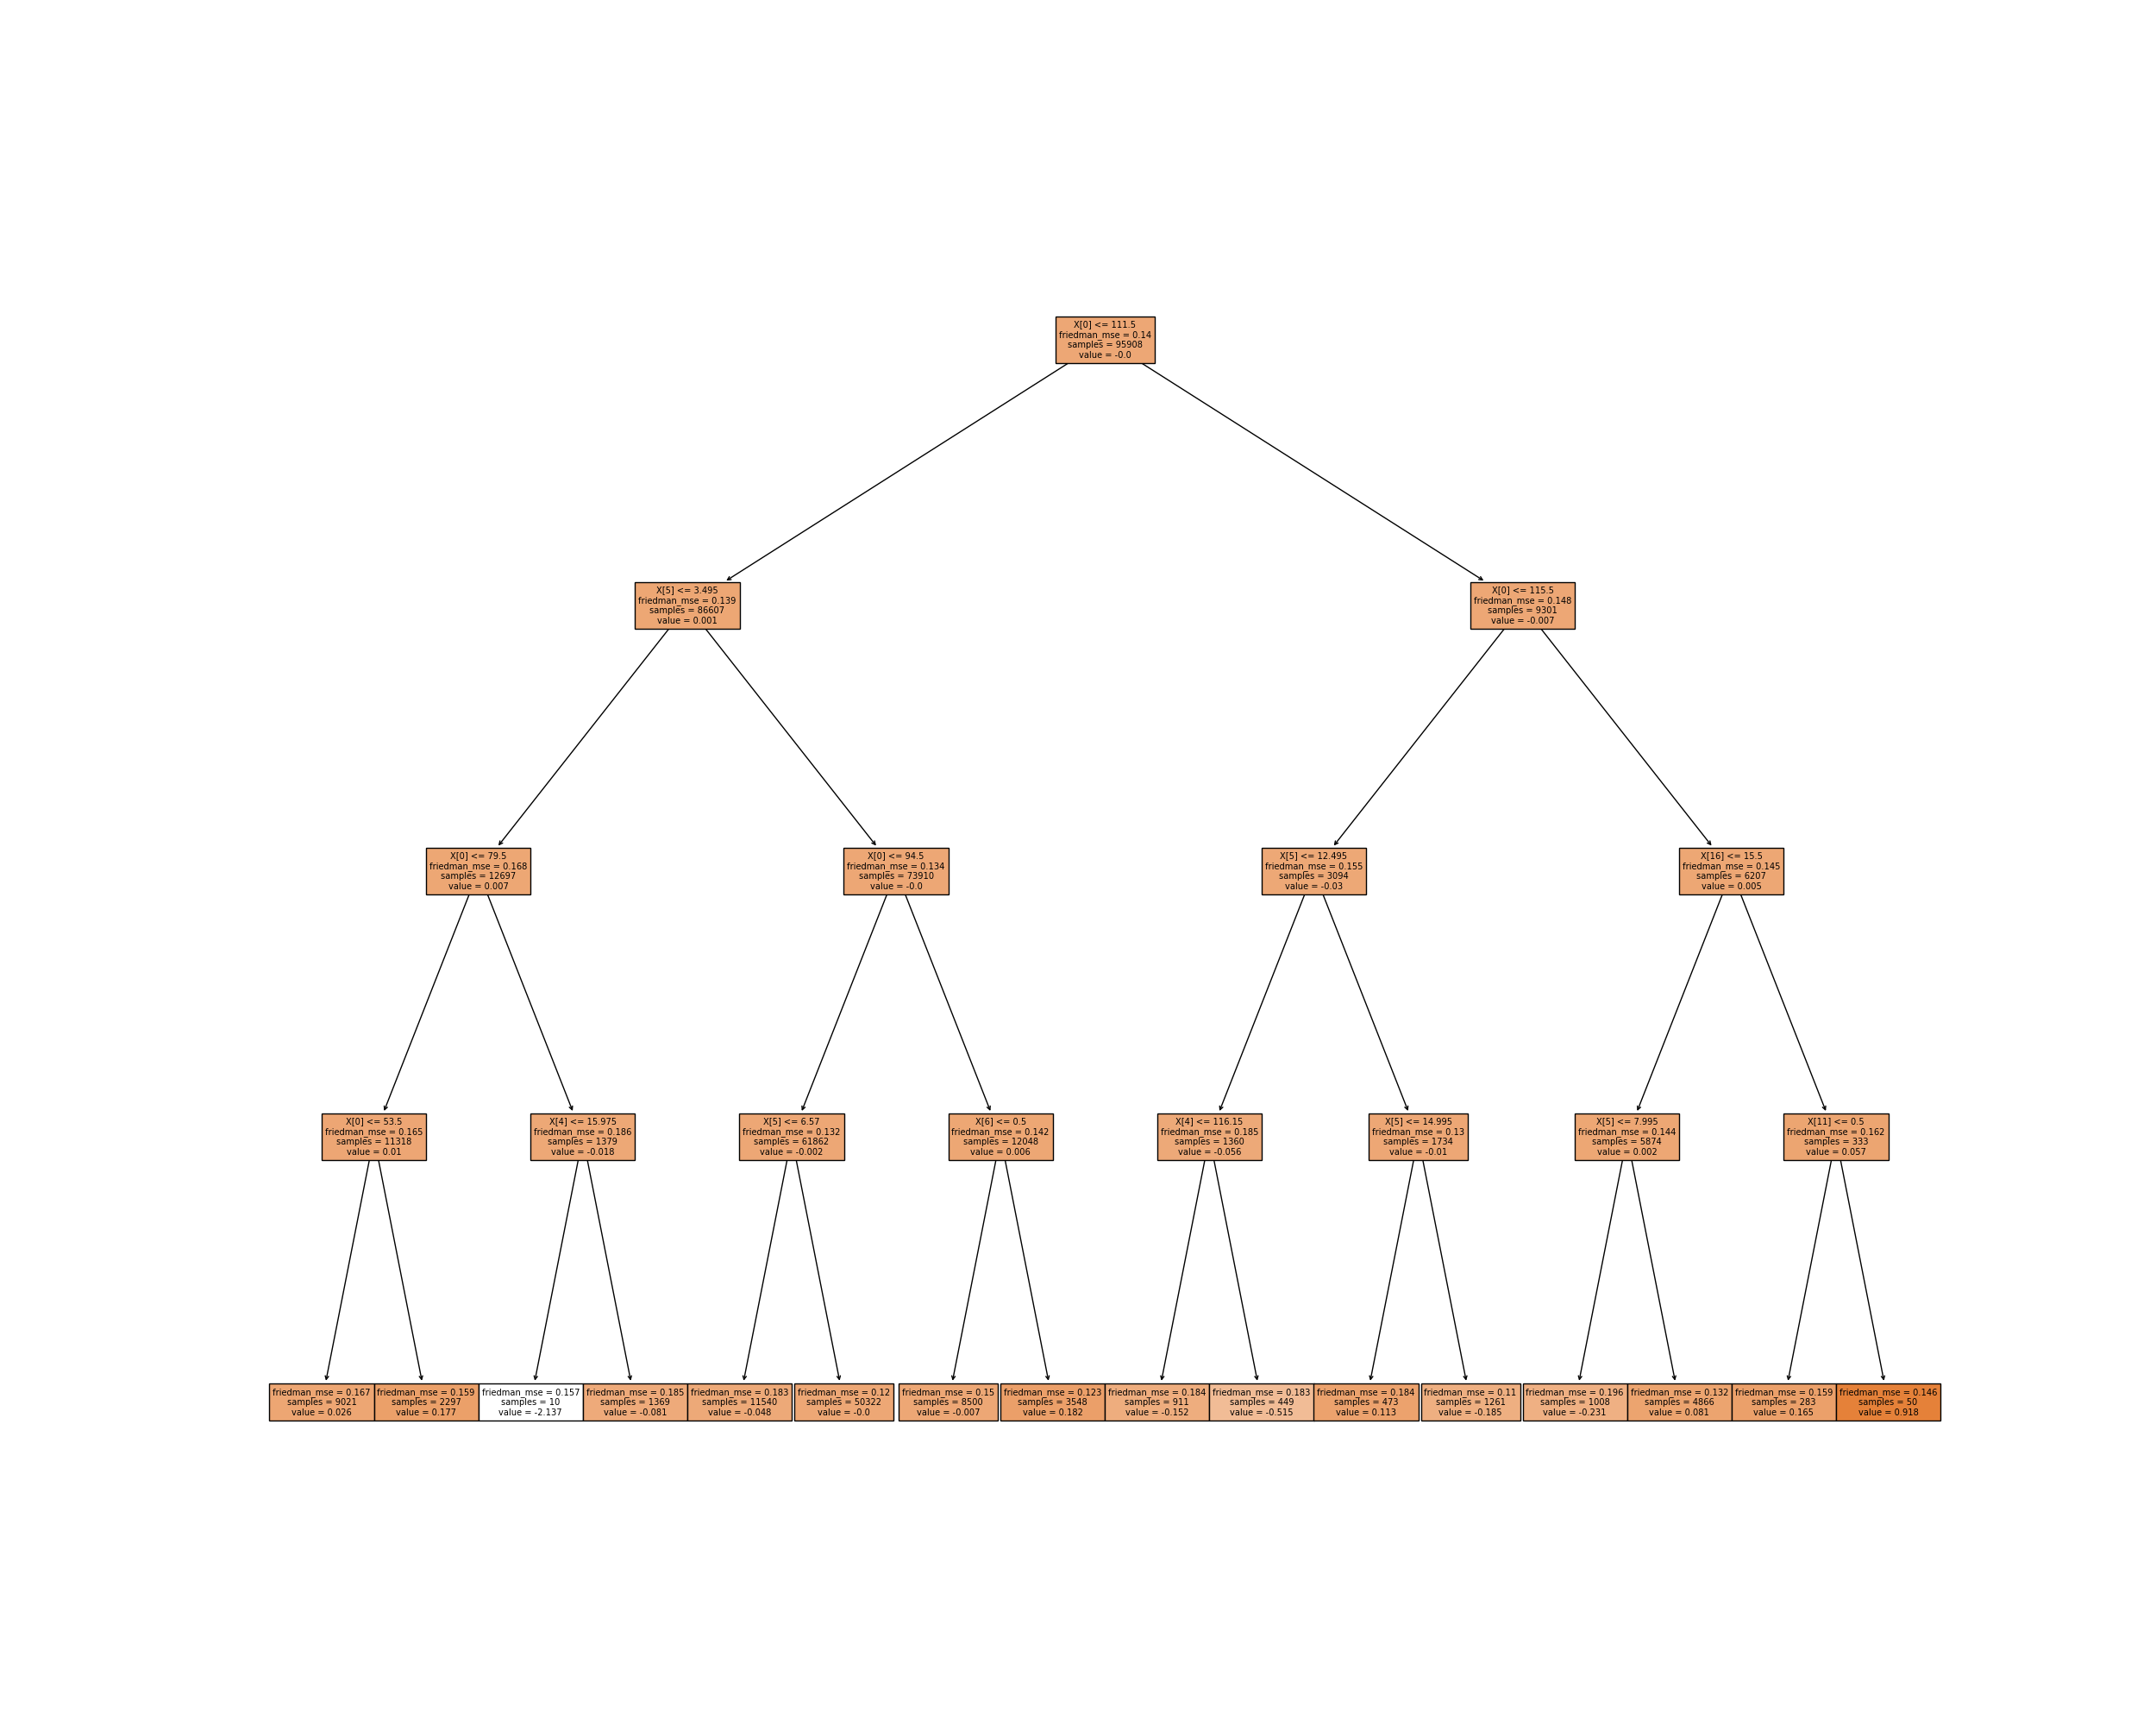 X[0] <= 111.5
friedman_mse = 0.14
samples = 95908
value = -0.0
X[5] <= 3.495
friedman_mse = 0.139
samples = 86607
value = 0.001
X[0] <= 115.5
friedman_mse = 0.148
samples = 9301
value = -0.007
X[0] <= 79.5
friedman_mse = 0.168
samples = 12697
value = 0.007
X[0] <= 94.5
friedman_mse = 0.134
samples = 73910
value = -0.0
X[5] <= 12.495
friedman_mse = 0.155
samples = 3094
value = -0.03
X[16] <= 15.5
friedman_mse = 0.145
samples = 6207
value = 0.005
X[0] <= 53.5
friedman_mse = 0.165
samples = 11318
value = 0.01
X[4] <= 15.975
friedman_mse = 0.186
samples = 1379
value = -0.018
X[5] <= 6.57
friedman_mse = 0.132
samples = 61862
value = -0.002
X[6] <= 0.5
friedman_mse = 0.142
samples = 12048
value = 0.006
X[4] <= 116.15
friedman_mse = 0.185
samples = 1360
value = -0.056
X[5] <= 14.995
friedman_mse = 0.13
samples = 1734
value = -0.01
X[5] <= 7.995
friedman_mse = 0.144
samples = 5874
value = 0.002
X[11] <= 0.5
friedman_mse = 0.162
samples = 333
value = 0.057
friedman_mse = 0.167
samples = 9021
value = 0.026
friedman_mse = 0.159
samples = 2297
value = 0.177
friedman_mse = 0.157
samples = 10
value = -2.137
friedman_mse = 0.185
samples = 1369
value = -0.081
friedman_mse = 0.183
samples = 11540
value = -0.048
friedman_mse = 0.12
samples = 50322
value = -0.0
friedman_mse = 0.15
samples = 8500
value = -0.007
friedman_mse = 0.123
samples = 3548
value = 0.182
friedman_mse = 0.184
samples = 911
value = -0.152
friedman_mse = 0.183
samples = 449
value = -0.515
friedman_mse = 0.184
samples = 473
value = 0.113
friedman_mse = 0.11
samples = 1261
value = -0.185
friedman_mse = 0.196
samples = 1008
value = -0.231
friedman_mse = 0.132
samples = 4866
value = 0.081
friedman_mse = 0.159
samples = 283
value = 0.165
friedman_mse = 0.146
samples = 50
value = 0.918